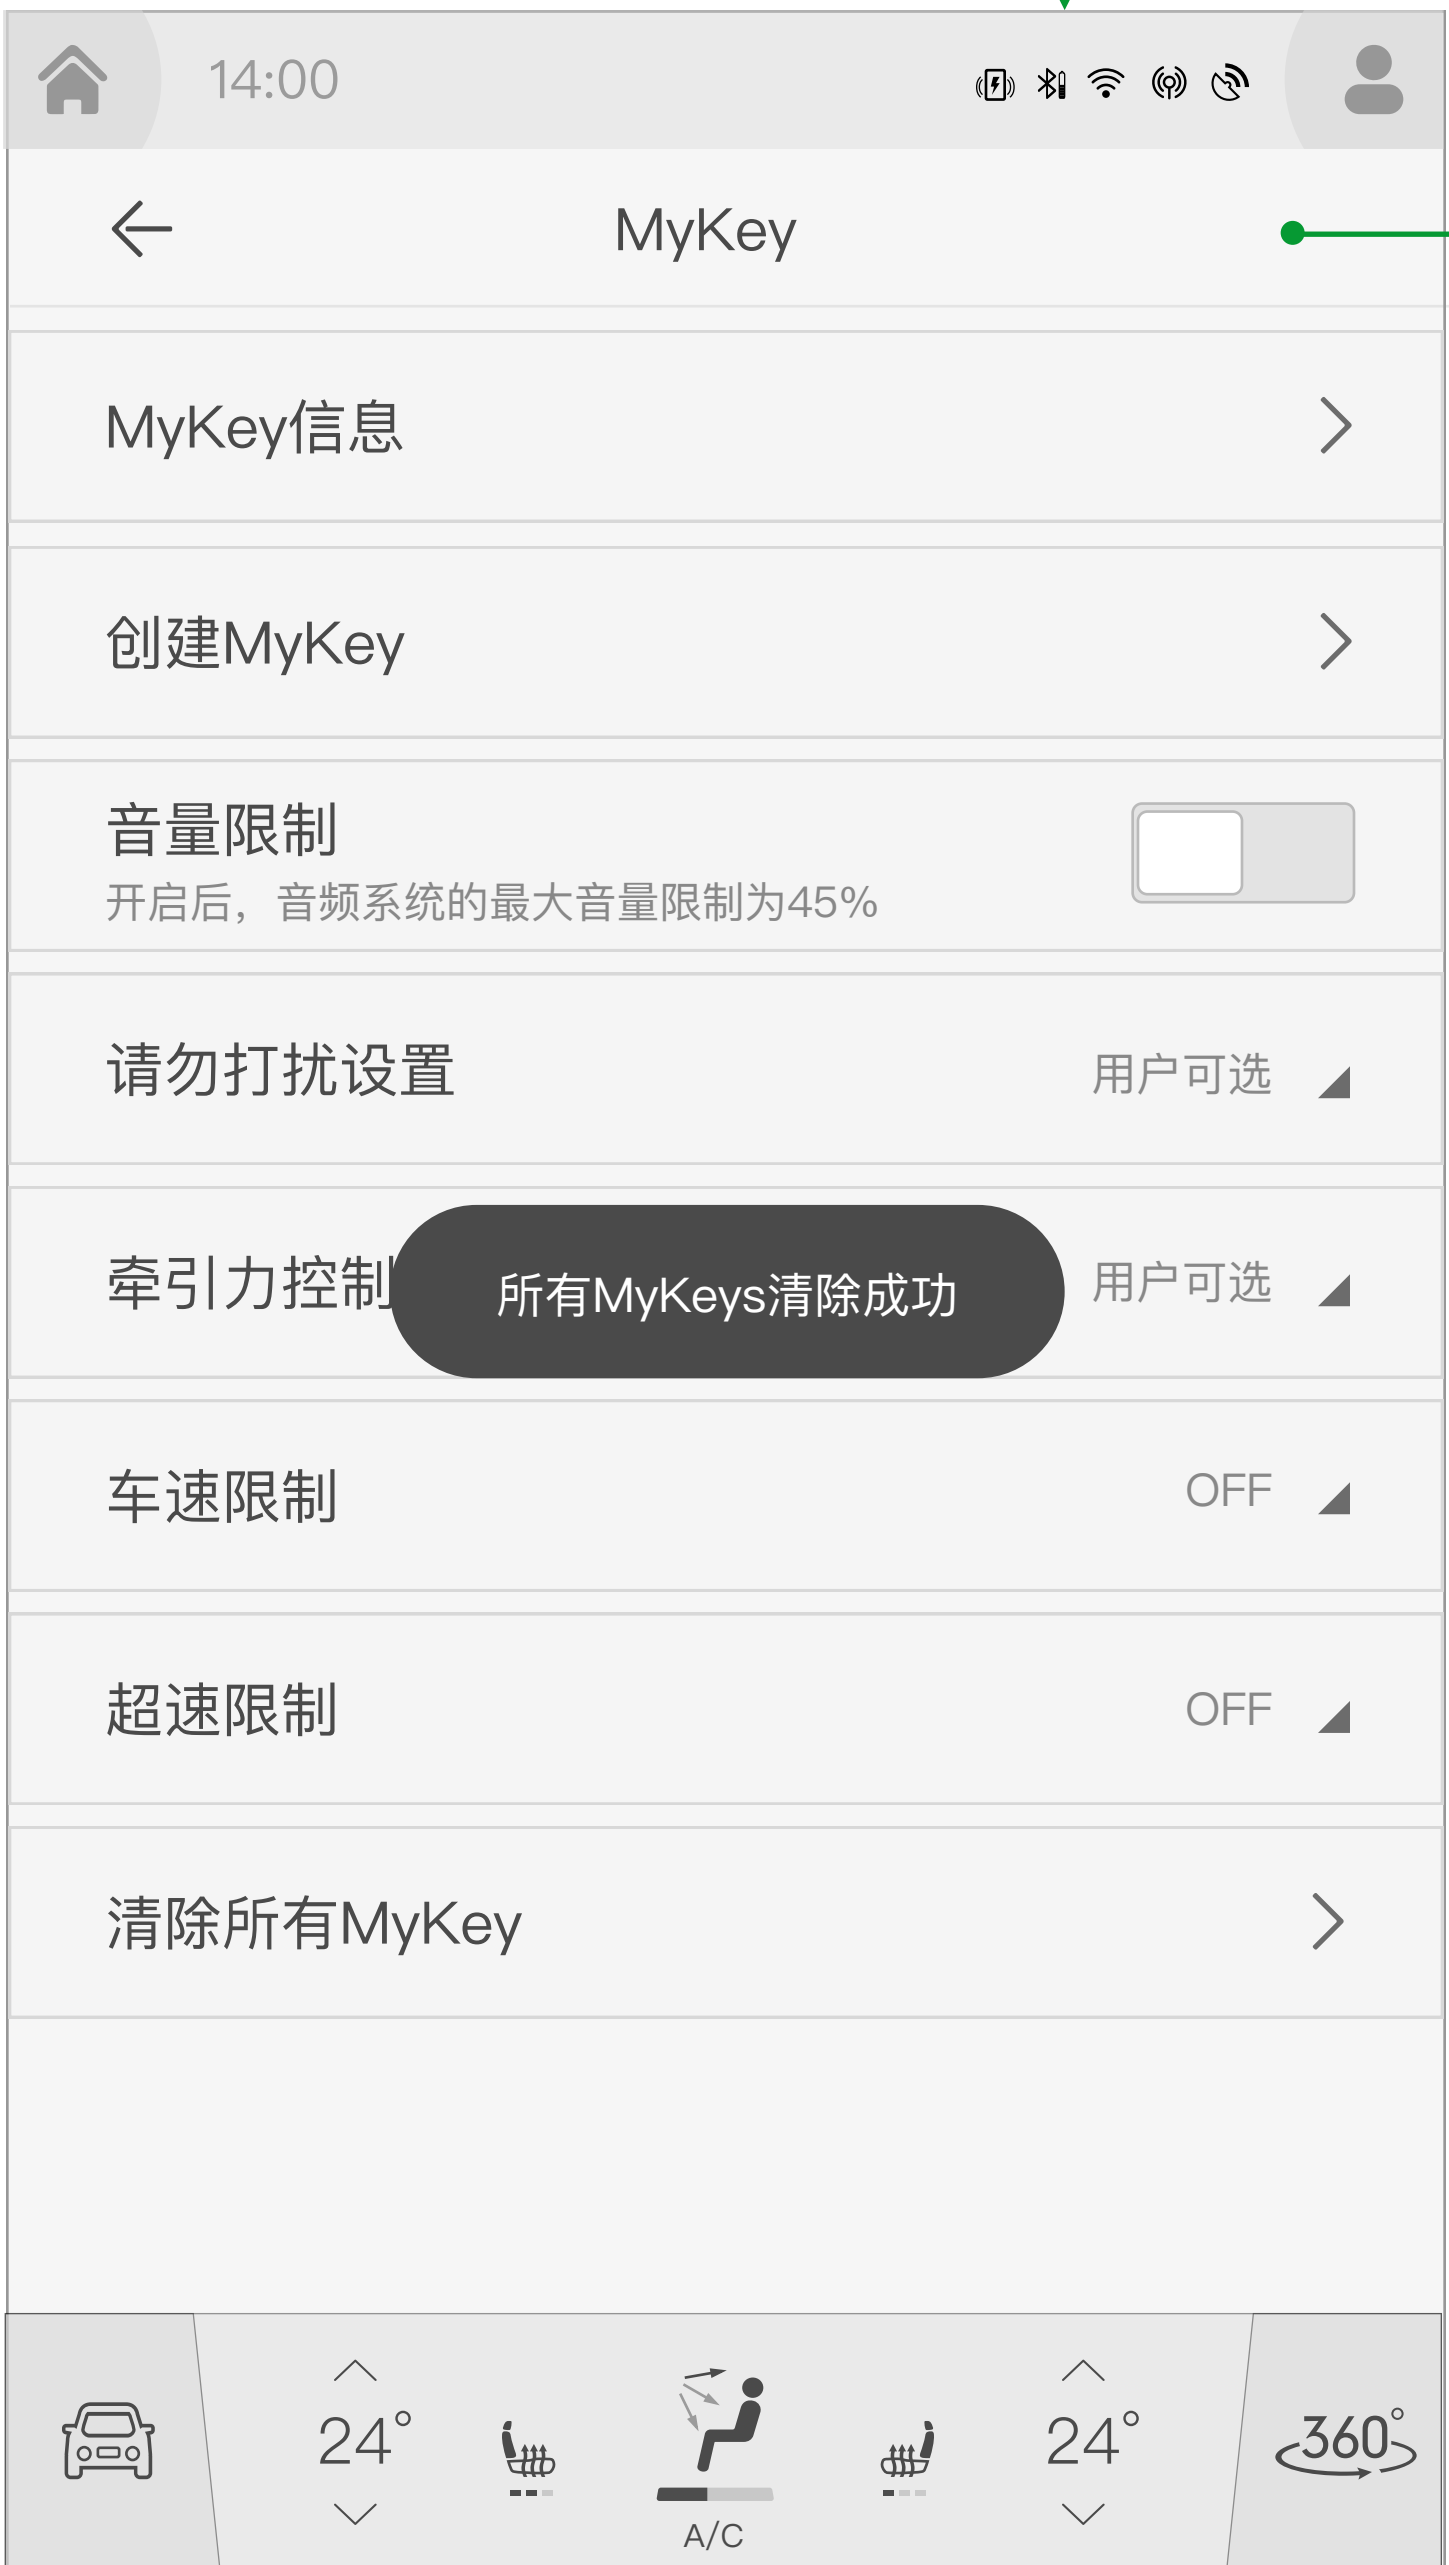 14:00
MyKey
MyKey信息
创建MyKey
音量限制
开启后，音频系统的最大音量限制为45%
请勿打扰设置
用户可选
牵引力控制
所有MyKeys清除成功
用户可选
车速限制
OFF
超速限制
OFF
清除所有MyKey
24°
24°
360°
A/C